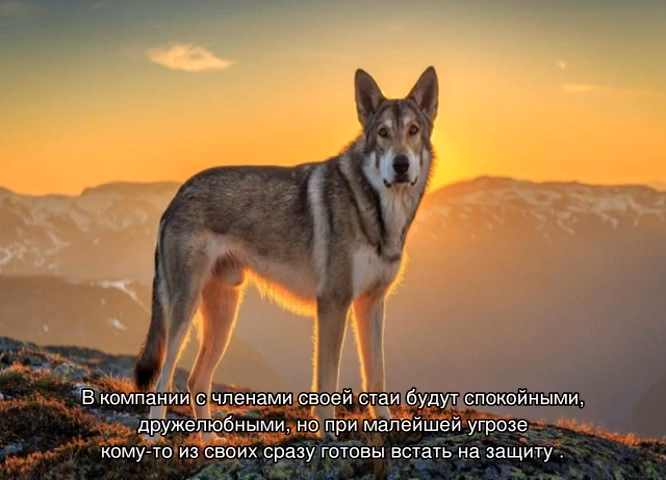 В компании с членами своей стаи будут спокойными,
дружелюбными, но при малейшей угрозе
кому-то из своих сразу готовы встать на защиту .